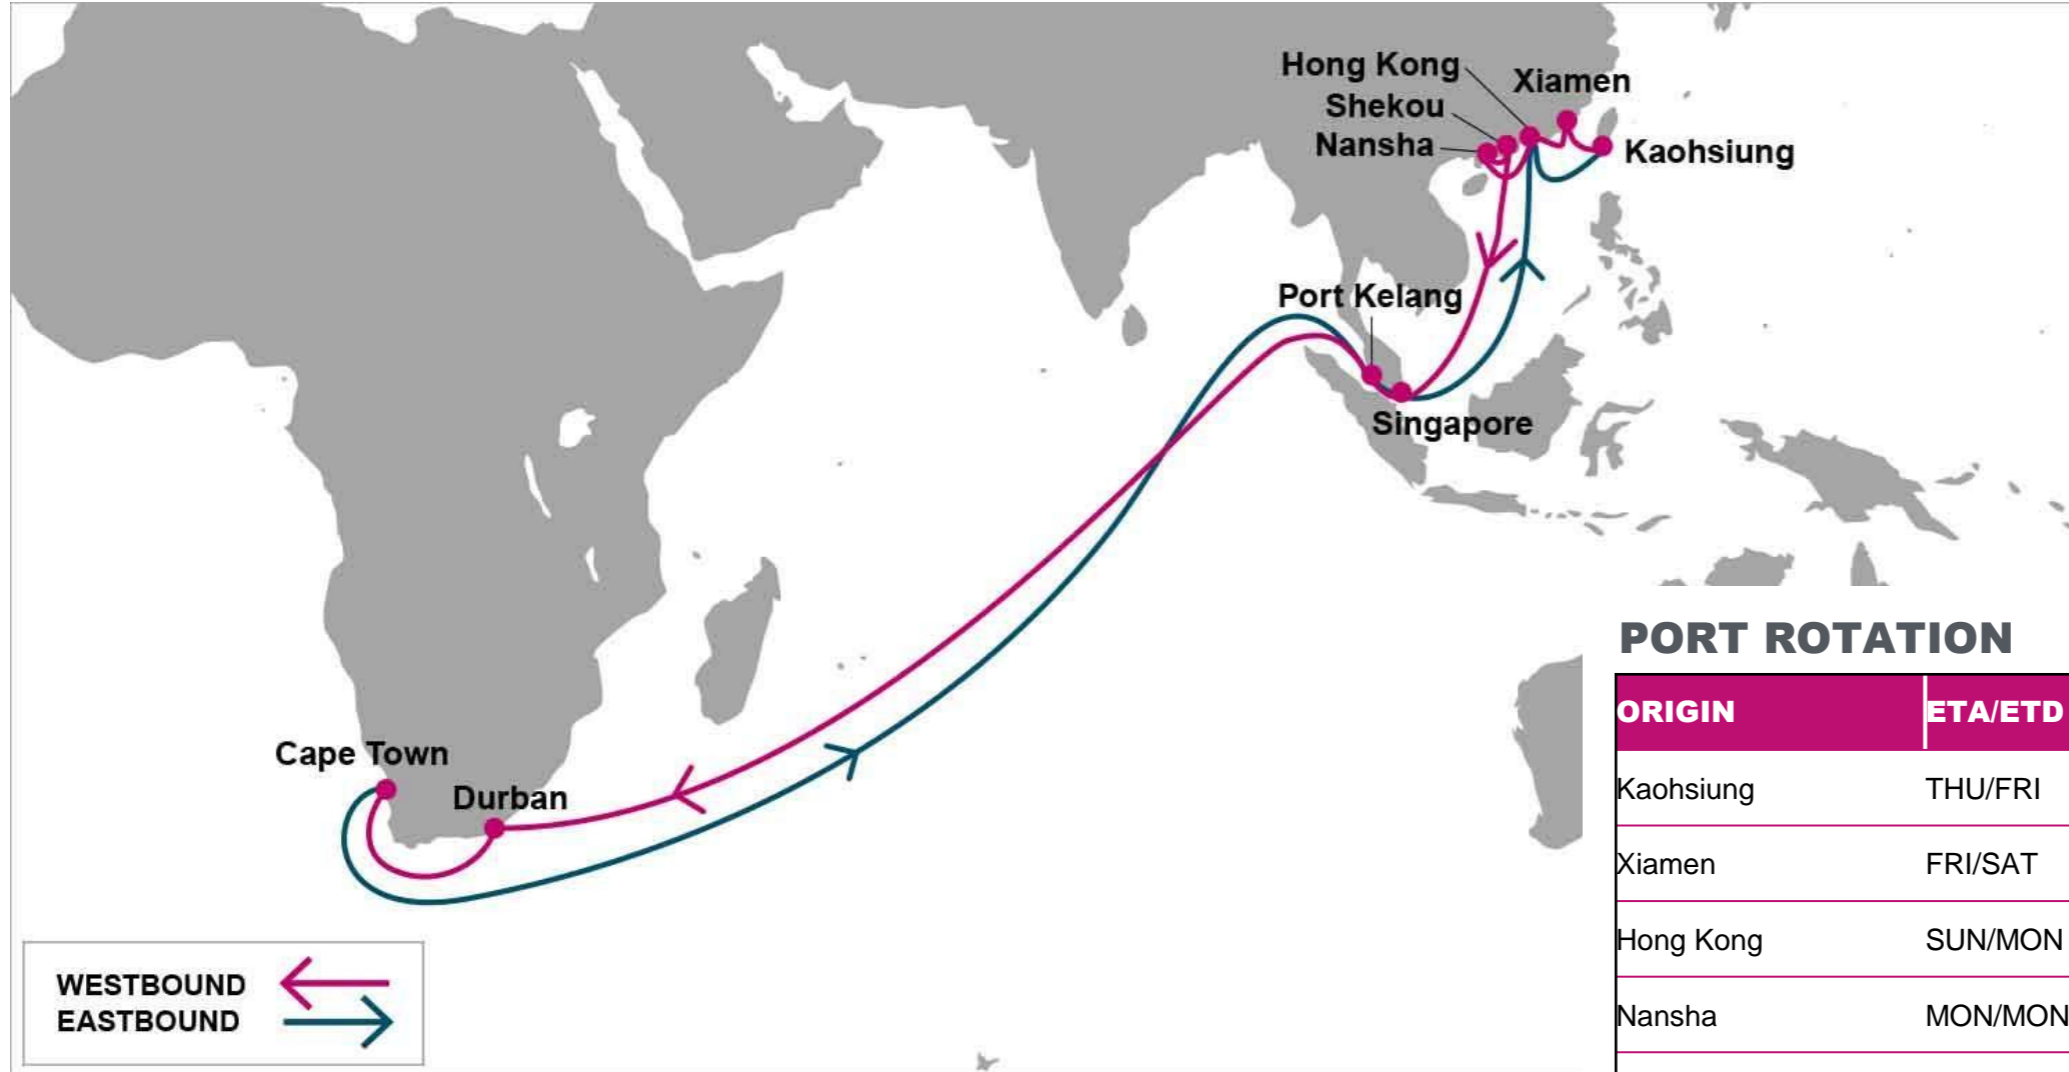 Hong Kong
Xiamen
Shekou
Nansha
Kaohsiung
Port Kelang
Singapore
Cape Town
Durban
WESTBOUND
EASTBOUND
PORT ROTATION
ORIGIN ETA/ETD
Kaohsiung THU/FRI
Xiamen FRI/SAT
Hong Kong SUN/MON
Nansha MON/MON